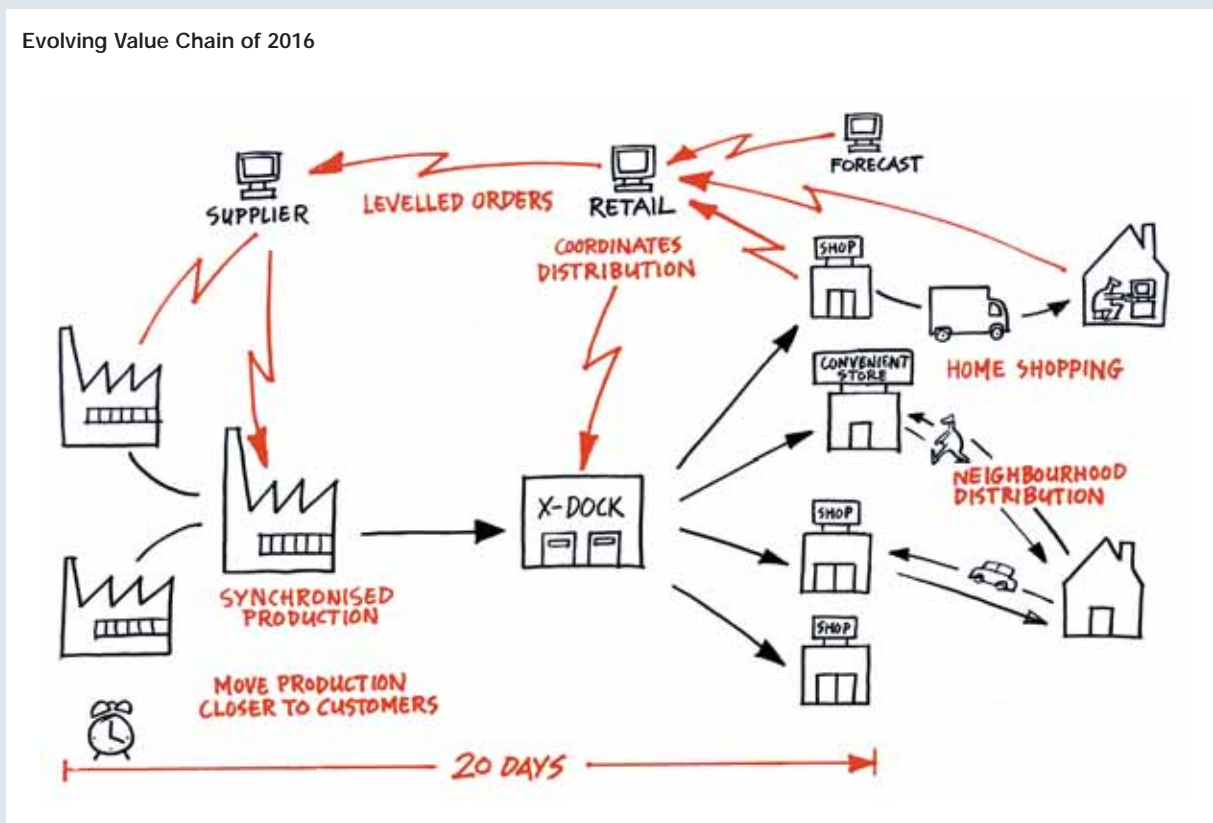 Evolving Value Chain of 2016
FORECAST
SUPPLIER
LEVELLED ORDERS
RETAIL
COORDINATES
DISTRIBUTION
SHOP
HOME SHOPPING
CONVENIENT
STORE
NEIGHBOURHOOD
DISTRIBUTION
X-DOCK
SHOP
SYNCHRONISED
PRODUCTION
SHOP
MOVE PRODUCTION
CLOSER TO CUSTOMERS
20 DAYS